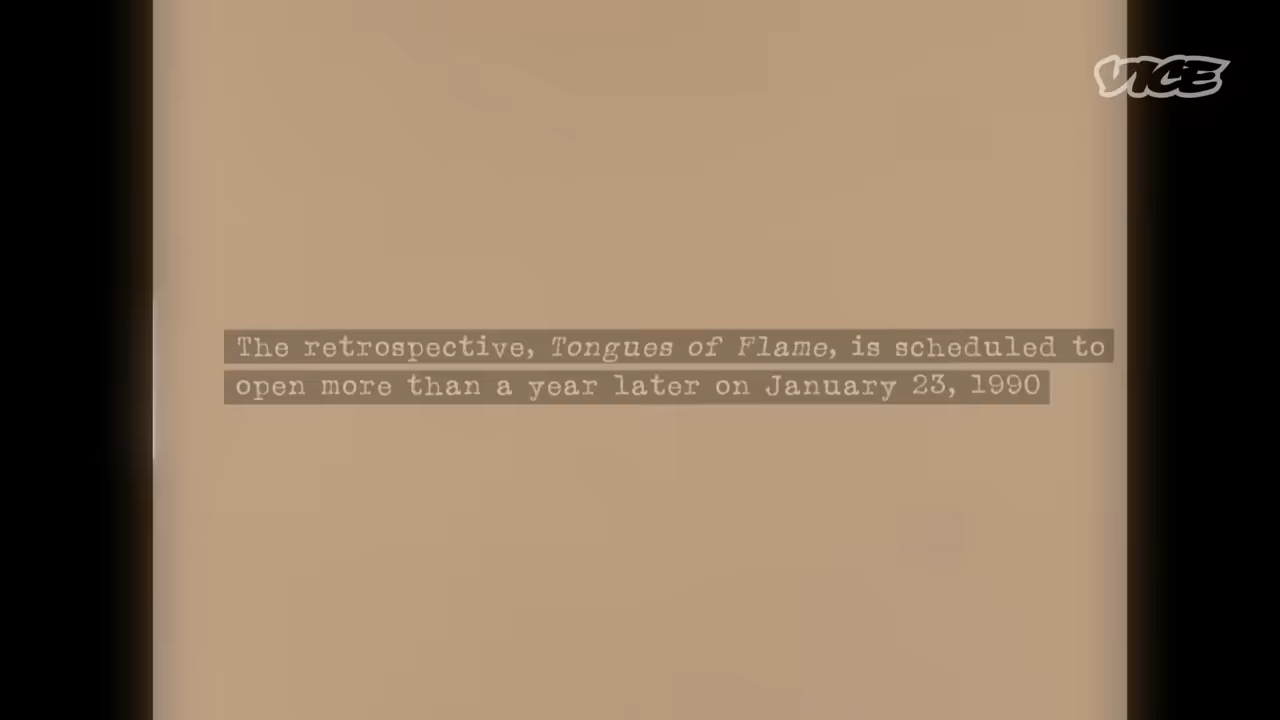 VICE
The retrospective, Tongues of Flame, is scheduled to
open more than a year later on January 23, 1990